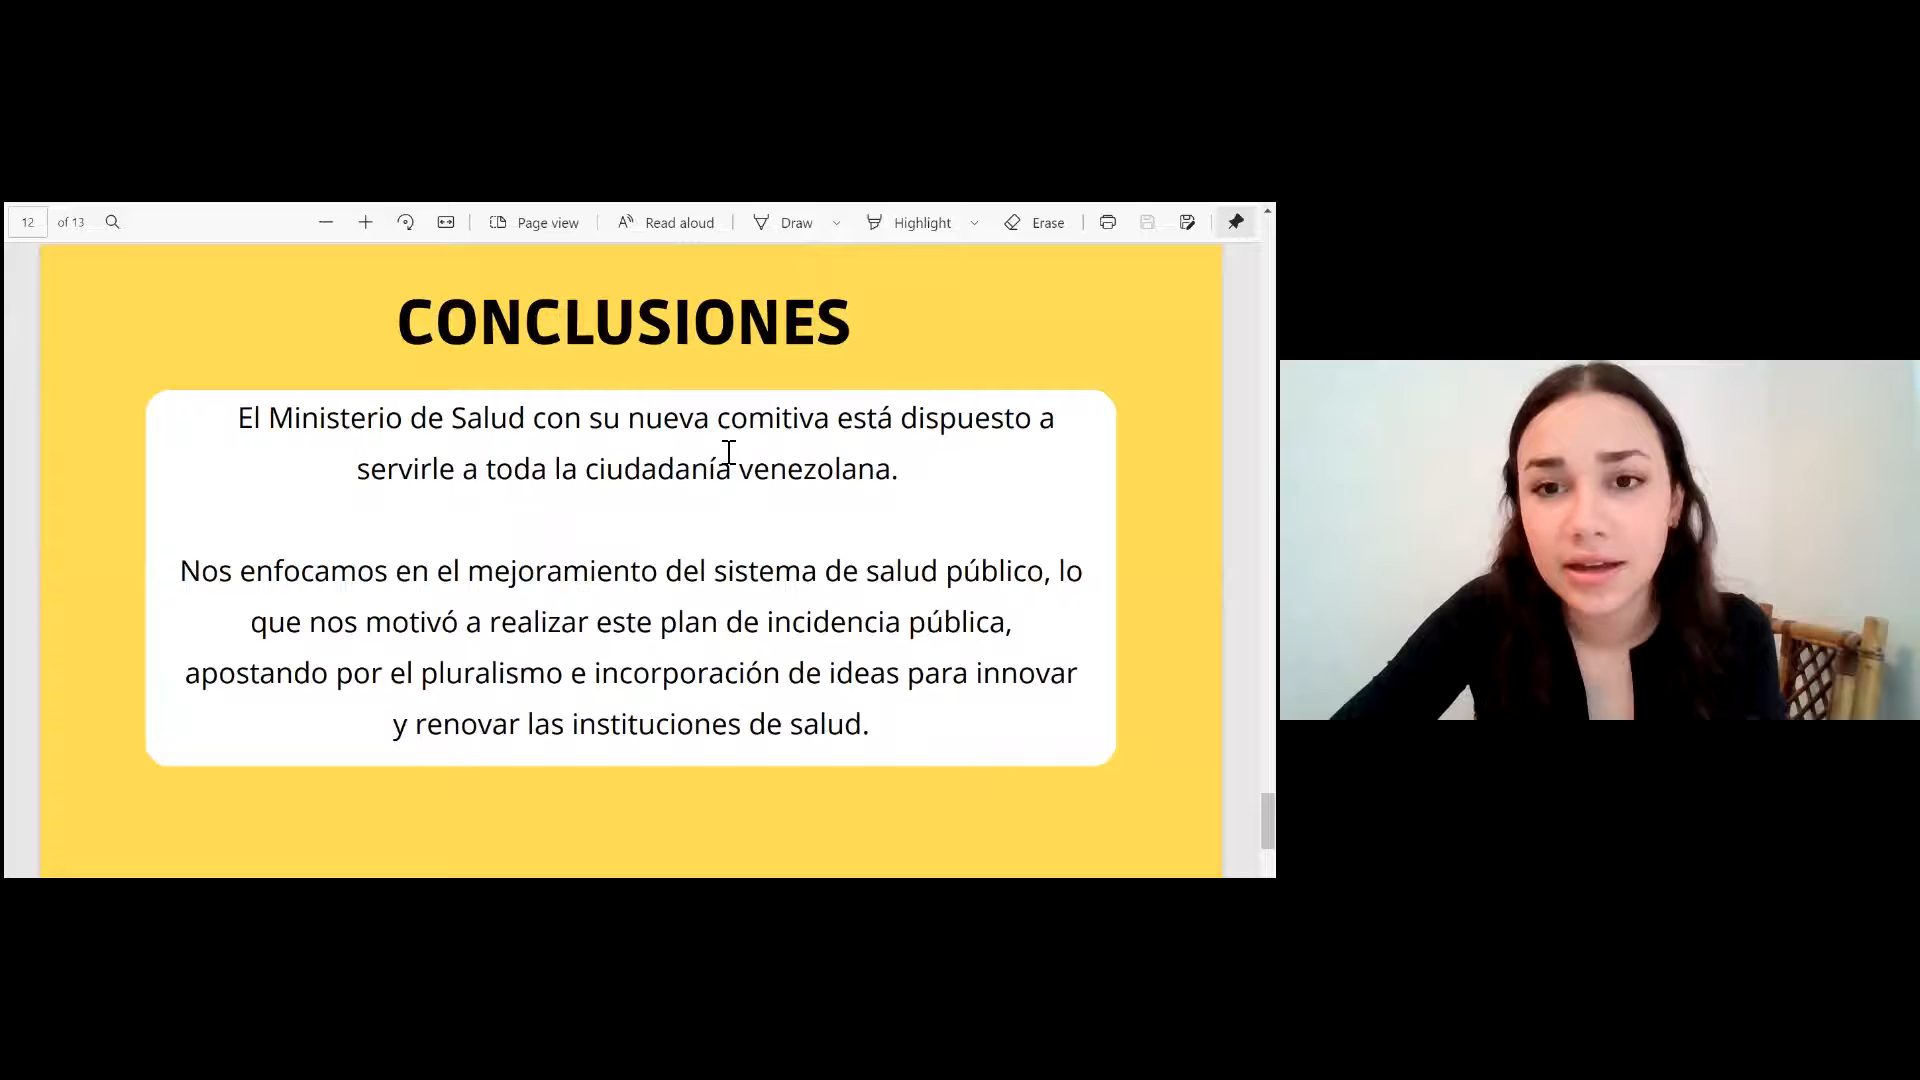 12 of 13 Page view Read aloud Draw Highlight Erase
CONCLUSIONES
El Ministerio de Salud con su nueva comitiva está dispuesto a
servirle a toda la ciudadanía venezolana.
Nos enfocamos en el mejoramiento del sistema de salud público, lo
que nos motivó a realizar este plan de incidencia pública,
apostando por el pluralismo e incorporación de ideas para innovar
y renovar las instituciones de salud.